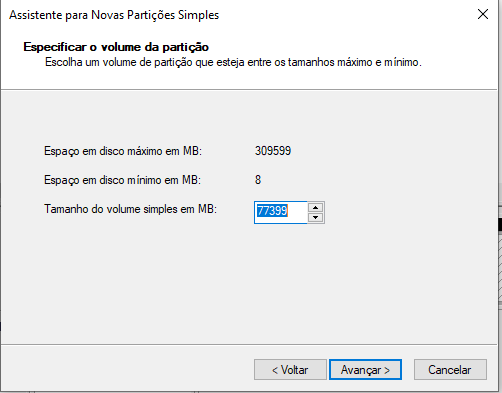 Assistente para Novas Partições Simples
Especificar o volume da partição
Escolha um volume de partição que esteja entre os tamanhos máximo e mínimo.
Espaço em disco máximo em MB: 309599
Espaço em disco mínimo em MB: 8
Tamanho do volume simples em MB: 77399
< Voltar Avançar > Cancelar